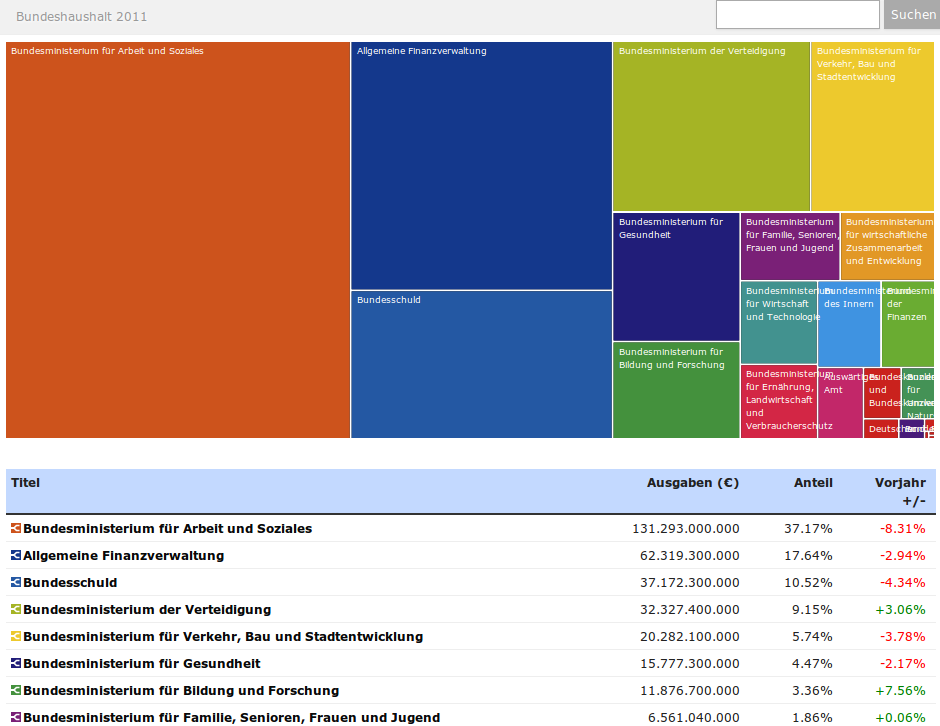 Bundeshaushalt 2011
Suchen
Bundesministerium für Arbeit und Soziales
Allgemeine Finanzverwaltung
Bundesministerium der Verteidigung
Bundesministerium für
Verkehr, Bau und
Stadtentwicklung
Bundesministerium für
Gesundheit
Bundesministerium
für Familie, Senioren,
Frauen und Jugend
Bundesministerium
für wirtschaftliche
Zusammenarbeit
und Entwicklung
Bundesschuld
Bundesministerium
für Wirtschaft
und Technologie
Bundesministerium
des Innern
der
Finanzen
Bundesministerium für
Bildung und Forschung
Bundesministerium
für Ernährung,
Landwirtschaft
und
Verbraucherschutz
Auswärtiges
Amt
und
für
Titel Ausgaben (€) Anteil Vorjahr
+/-
Bundesministerium für Arbeit und Soziales 131.293.000.000 37.17% -8.31%
Allgemeine Finanzverwaltung 62.319.300.000 17.64% -2.94%
Bundesschuld 37.172.300.000 10.52% -4.34%
Bundesministerium der Verteidigung 32.327.400.000 9.15% +3.06%
Bundesministerium für Verkehr, Bau und Stadtentwicklung 20.282.100.000 5.74% -3.78%
Bundesministerium für Gesundheit 15.777.300.000 4.47% -2.17%
Bundesministerium für Bildung und Forschung 11.876.700.000 3.36% +7.56%
Bundesministerium für Familie, Senioren, Frauen und Jugend 6.561.040.000 1.86% +0.06%